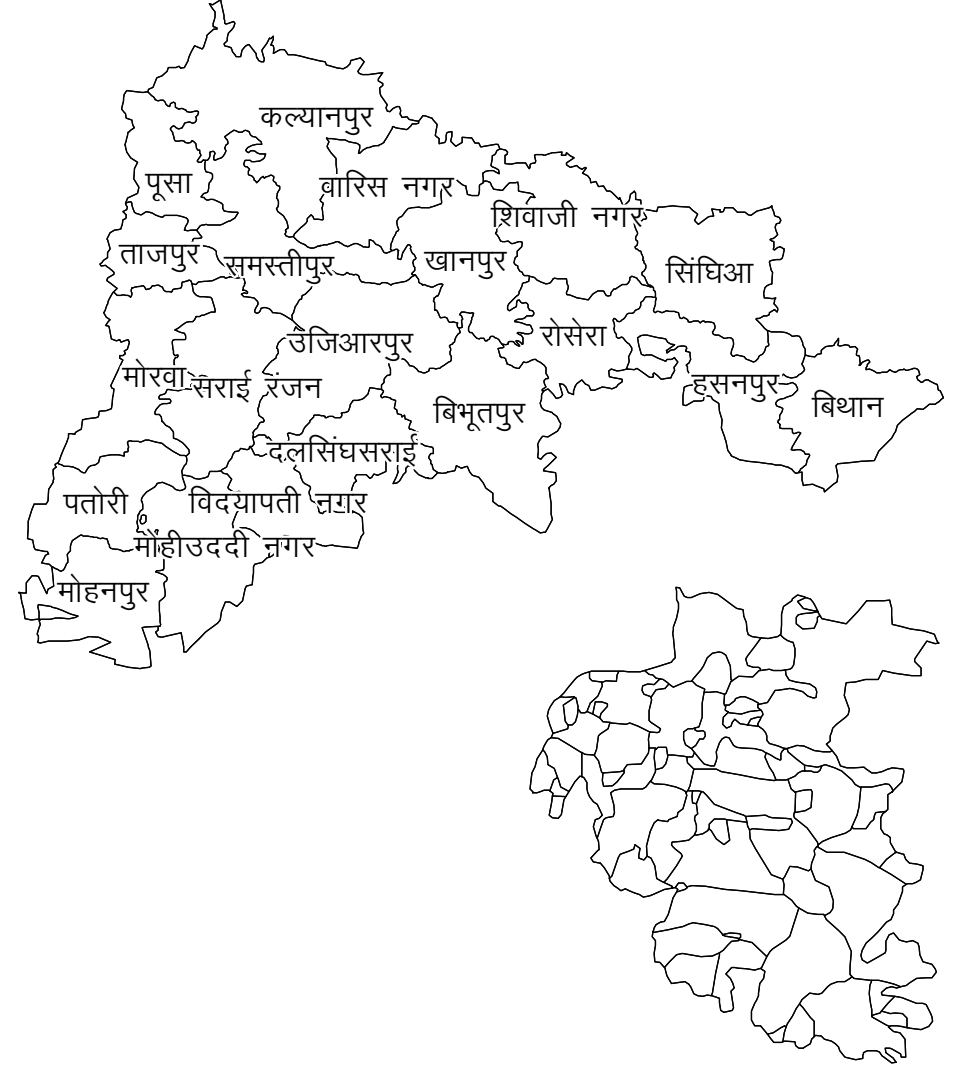 कल्यानपुर
पूसा
वारिस नगर
शिवाजी नगर
ताजपुर
समस्तीपुर
खानपुर
सिंघिआ
उजिआरपुर
रोसेरा
मोरवा
सराई रंजन
हसनपुर
बिथान
बिभूतपुर
दलसिंघसराई
पतोरी
विदयापती नगर
मोंहीउददी नगर
मोहनपुर